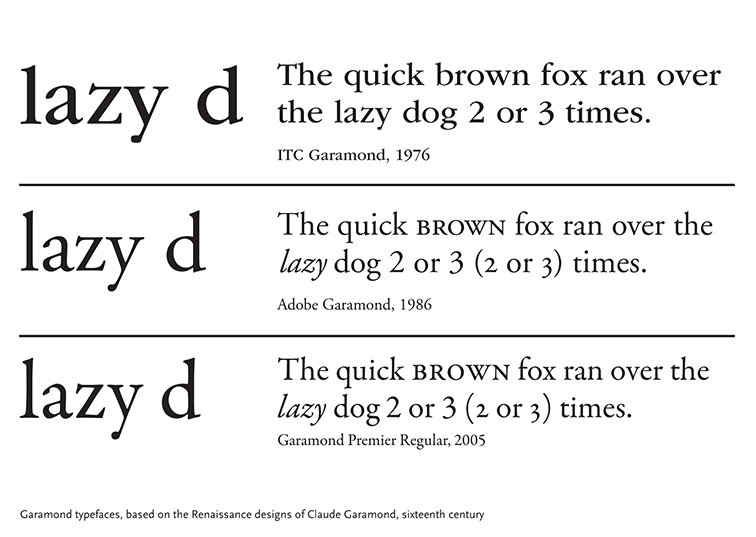 lazy d
The quick brown fox ran over
the lazy dog 2 or 3 times.
ITC Garamond, 1976
lazy d
The quick BROWN fox ran over the
lazy dog 2 or 3 (2 or 3) times.
Adobe Garamond, 1986
lazy d
The quick BROWN fox ran over the
lazy dog 2 or 3 (2 or 3) times.
Garamond Premier Regular, 2005
Garamond typefaces, based on the Renaissance designs of Claude Garamond, sixteenth century